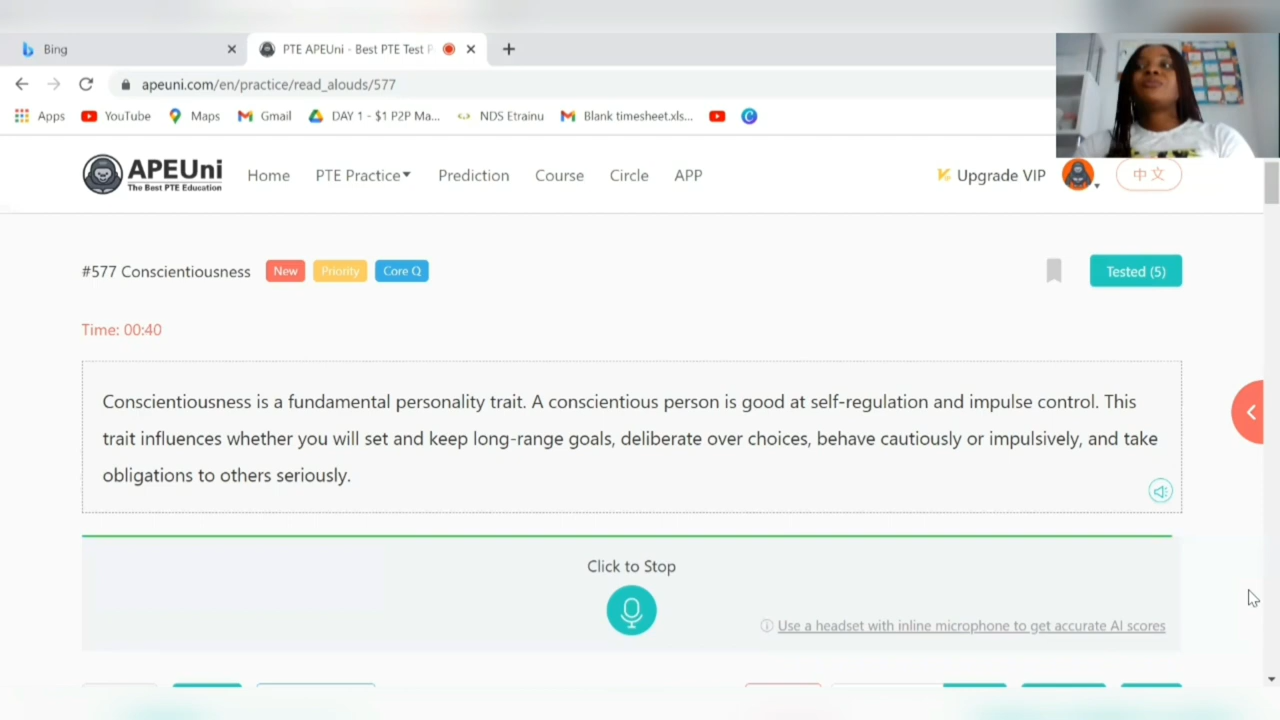 Bing
PTE APEUni - Best PTE Test P
apeuni.com/en/practice/read_alouds/577
Apps YouTube Maps Gmail DAY 1 - $1 P2P Ma... NDS Etrainu Blank timesheet.xls...
APEUni
The Best PTE Education
Home PTE Practice Prediction Course Circle APP Upgrade VIP 中文
#577 Conscientiousness New Priority Core Q Tested (5)
Time: 00:40
Conscientiousness is a fundamental personality trait. A conscientious person is good at self-regulation and impulse control. This
trait influences whether you will set and keep long-range goals, deliberate over choices, behave cautiously or impulsively, and take
obligations to others seriously.
Click to Stop
Use a headset with inline microphone to get accurate AI scores